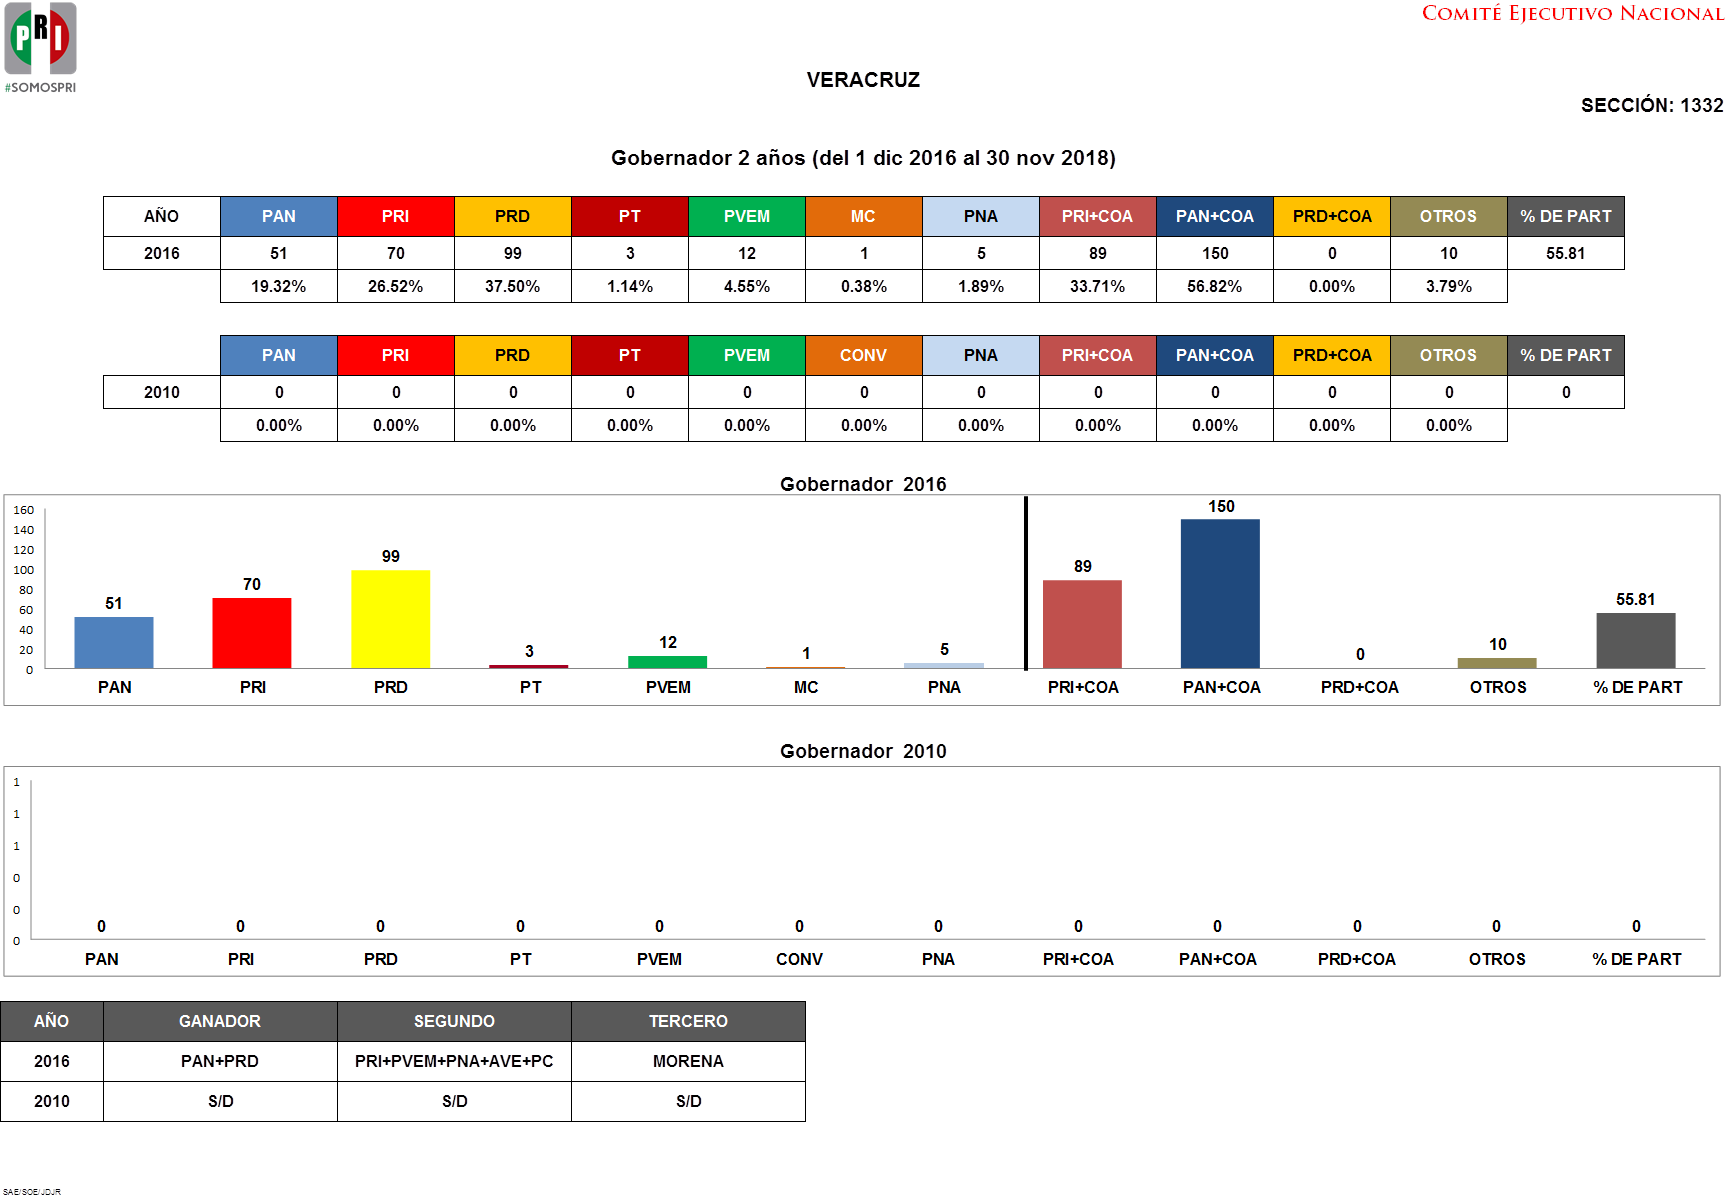 PRI
#SOMOSPRI
COMITÉ EJECUTIVO NACIONAL
VERACRUZ
SECCIÓN: 1332
Gobernador 2 años (del 1 dic 2016 al 30 nov 2018)
AÑO PAN PRI PRD PT PVEM MC PNA PRI+COA PAN+COA PRD+COA OTROS % DE PART
2016 51 70 99 3 12 1 5 89 150 0 10 55.81
19.32% 26.52% 37.50% 1.14% 4.55% 0.38% 1.89% 33.71% 56.82% 0.00% 3.79%
PAN PRI PRD PT PVEM CONV PNA PRI+COA PAN+COA PRD+COA OTROS % DE PART
2010 0 0 0 0 0 0 0 0 0 0 0 0
0.00% 0.00% 0.00% 0.00% 0.00% 0.00% 0.00% 0.00% 0.00% 0.00% 0.00%
Gobernador 2016
160
140
120
100
80
60
40
20
0
51 70 99 3 12 1 5 89 150 0 10 55.81
PAN PRI PRD PT PVEM MC PNA PRI+COA PAN+COA PRD+COA OTROS % DE PART
Gobernador 2010
1
1
1
0
0
0
0 0 0 0 0 0 0 0 0 0 0 0
PAN PRI PRD PT PVEM CONV PNA PRI+COA PAN+COA PRD+COA OTROS % DE PART
AÑO GANADOR SEGUNDO TERCERO
2016 PAN+PRD PRI+PVEM+PNA+AVE+PC MORENA
2010 S/D S/D S/D
SAE/SOE/JDJR